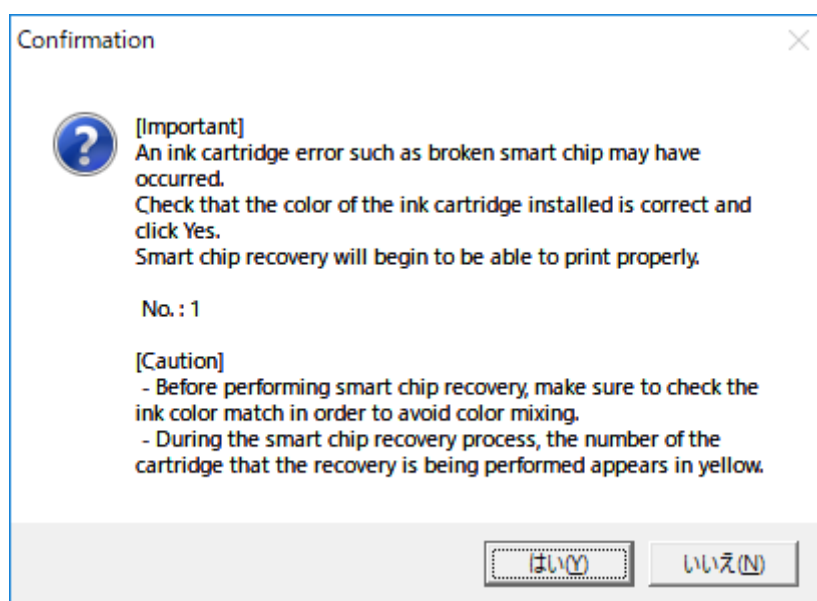 Confirmation
[Important]
An ink cartridge error such as broken smart chip may have
occurred.
Check that the color of the ink cartridge installed is correct and
click Yes.
Smart chip recovery will begin to be able to print properly.
No. : 1
[Caution]
- Before performing smart chip recovery, make sure to check the
ink color match in order to avoid color mixing.
- During the smart chip recovery process, the number of the
cartridge that the recovery is being performed appears in yellow.
はい(Y) いいえ(N)